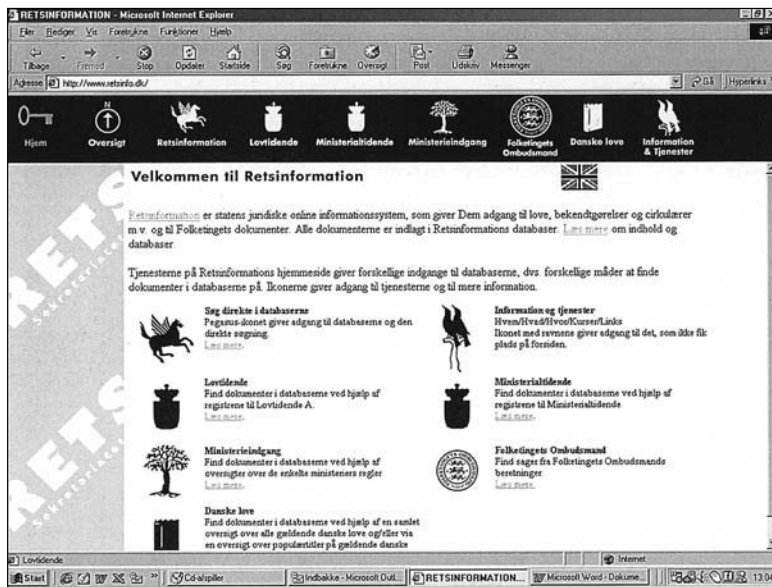 RETSINFORMATION - Microsoft Internet Explorer
Filer Rediger Vis Foretrukne Funktioner Hjælp
Tilbage Fremad Stop Opdater Startside Søg Foretrukne Oversigt Post Udskriv Messenger
Adresse http://www.retsinfo.dk/ Gå Hyperlinks
N
Hjem Oversigt Retsinformation Lovtidende Ministerialtidende Ministerieindgang Folketingets Ombudsmand Danske love Information & Tjenester
Velkommen til Retsinformation
Retsinformation er statens juridiske online informationssystem, som giver Dem adgang til love, bekendtgørelser og cirkulærer
m.v. og til Folketingets dokumenter. Alle dokumenterne er indlagt i Retsinformations databaser. Læs mere om indhold og
databaser
Tjenesterne på Retsinformations hjemmeside giver forskellige indgange til databaserne, dvs. forskellige måder at finde
dokumenter i databaserne på. Ikonerne giver adgang til tjenesterne og til mere information.
Søg direkte i databaserne
Pegasus-ikonet giver adgang til databaserne og den
direkte søgning.
Læs mere.
Information og tjenester
Hvem/Hvad/Hvor/Kurser/Links
Ikonet med ravnene giver adgang til det, som ikke fik
plads på forsiden.
Lovtidende
Find dokumenter i databaserne ved hjælp af
registrene til Lovtidende A.
Læs mere.
Ministerialtidende
Find dokumenter i databaserne ved hjælp af
registrene til Ministerialtidende
Læs mere.
Ministerieindgang
Find dokumenter i databaserne ved hjælp af
oversigter over de enkelte ministeriers regler
Læs mere.
Folketingets Ombudsmand
Find sager fra Folketingets Ombudsmands
beretninger.
Læs mere.
Danske love
Find dokumenter i databaserne ved hjælp af en samlet
oversigt over alle gældende danske love og/eller via
en oversigt over populærtitler på gældende danske
RETS
Sekretariatet
RETS
Sekretariatet
Lovtidende Internet
Start Cd-afspiller Indbakke - Microsoft Outl... RETSINFORMATION... Microsoft Word - Dokume...